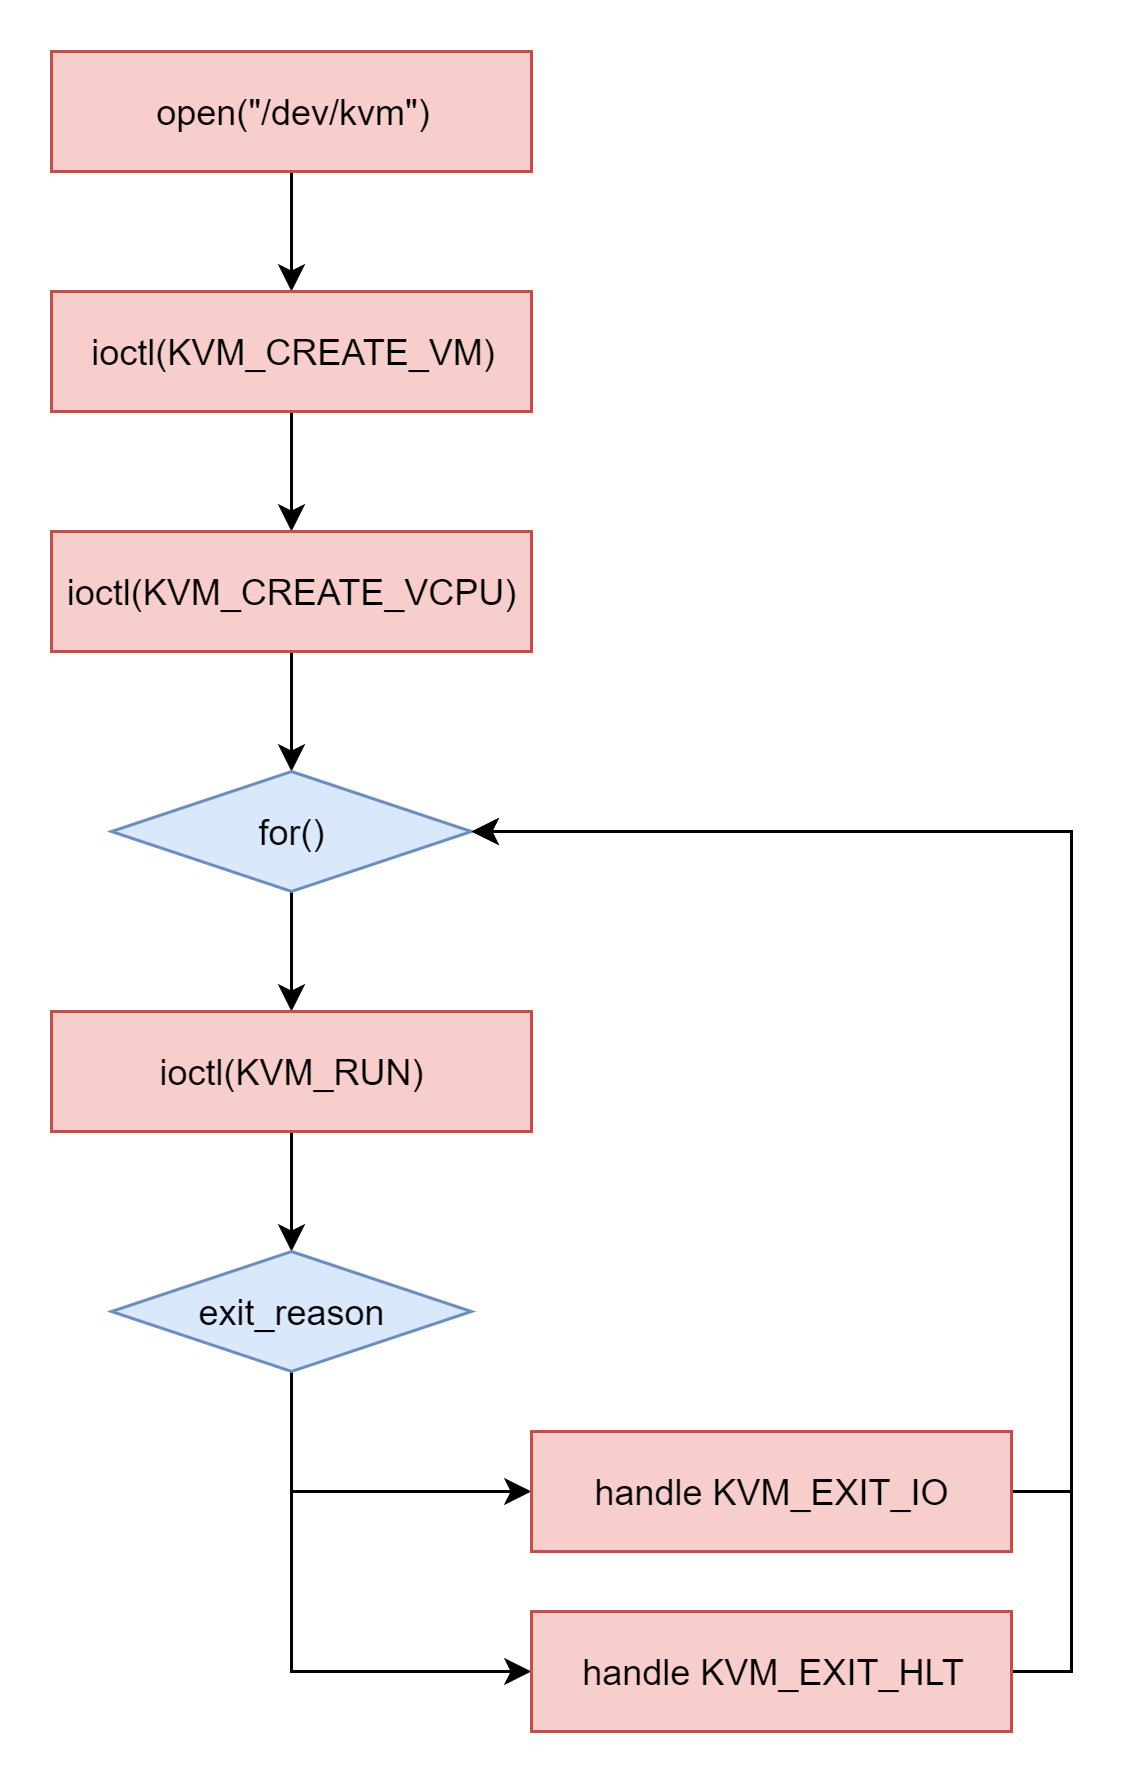 open("/dev/kvm")
ioctl(KVM_CREATE_VM)
ioctl(KVM_CREATE_VCPU)
for()
ioctl(KVM_RUN)
exit_reason
handle KVM_EXIT_IO
handle KVM_EXIT_HLT